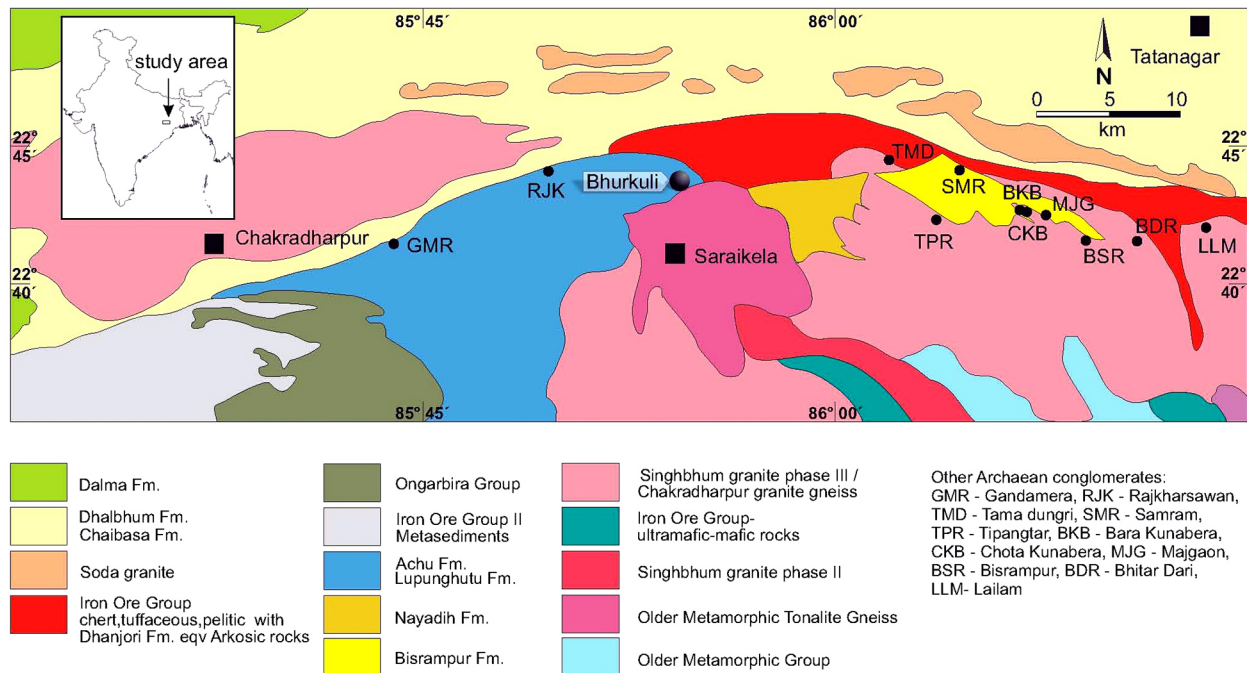 85° 45´
86° 00´
study area
Tatanagar
N
0 5 10
km
22°
45´
22°
45´
TMD
RJK
Bhurkuli
SMR
BKB
MJG
Chakradharpur
GMR
TPR
CKB
BDR
LLM
Saraikela
BSR
22°
40´
22°
40´
85° 45´
86° 00´
Dalma Fm.
Dhalbhum Fm.
Chaibasa Fm.
Soda granite
Iron Ore Group
chert,tuffaceous,pelitic with
Dhanjori Fm. eqv Arkosic rocks
Ongarbira Group
Iron Ore Group II
Metasediments
Achu Fm.
Lupunghutu Fm.
Nayadih Fm.
Bisrampur Fm.
Singhbhum granite phase III /
Chakradharpur granite gneiss
Iron Ore Group-
ultramafic-mafic rocks
Singhbhum granite phase II
Older Metamorphic Tonalite Gneiss
Older Metamorphic Group
Other Archaean conglomerates:
GMR - Gandamera, RJK - Rajkharsawan,
TMD - Tama dungri, SMR - Samram,
TPR - Tipangtar, BKB - Bara Kunabera,
CKB - Chota Kunabera, MJG - Majgaon,
BSR - Bisrampur, BDR - Bhitar Dari,
LLM- Lailam